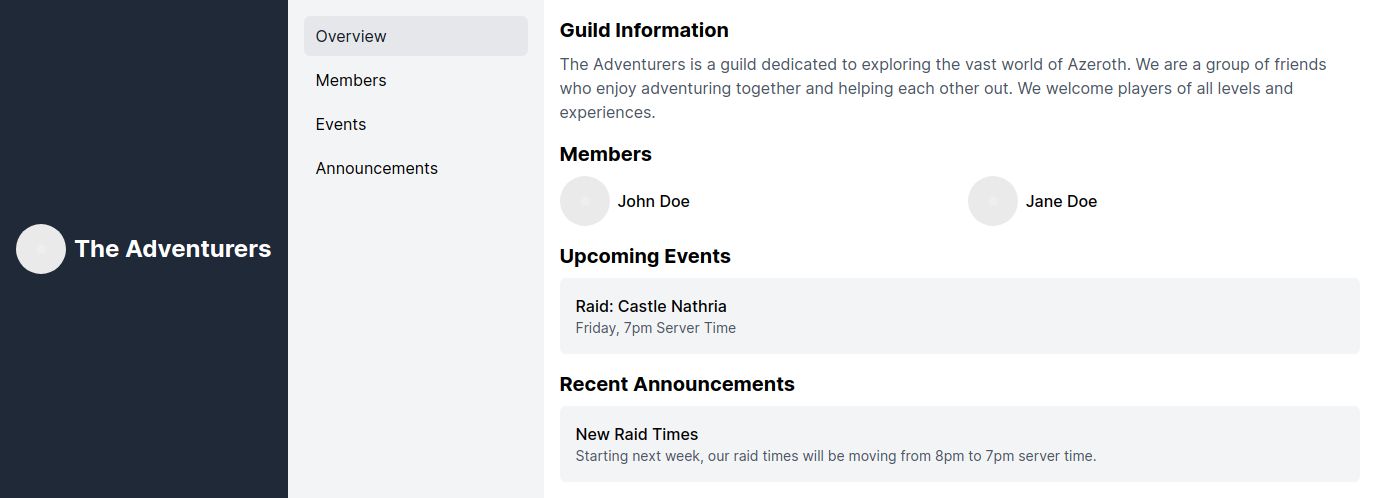 The Adventurers
Overview
Members
Events
Announcements
Guild Information
The Adventurers is a guild dedicated to exploring the vast world of Azeroth. We are a group of friends
who enjoy adventuring together and helping each other out. We welcome players of all levels and
experiences.
Members
John Doe
Jane Doe
Upcoming Events
Raid: Castle Nathria
Friday, 7pm Server Time
Recent Announcements
New Raid Times
Starting next week, our raid times will be moving from 8pm to 7pm server time.